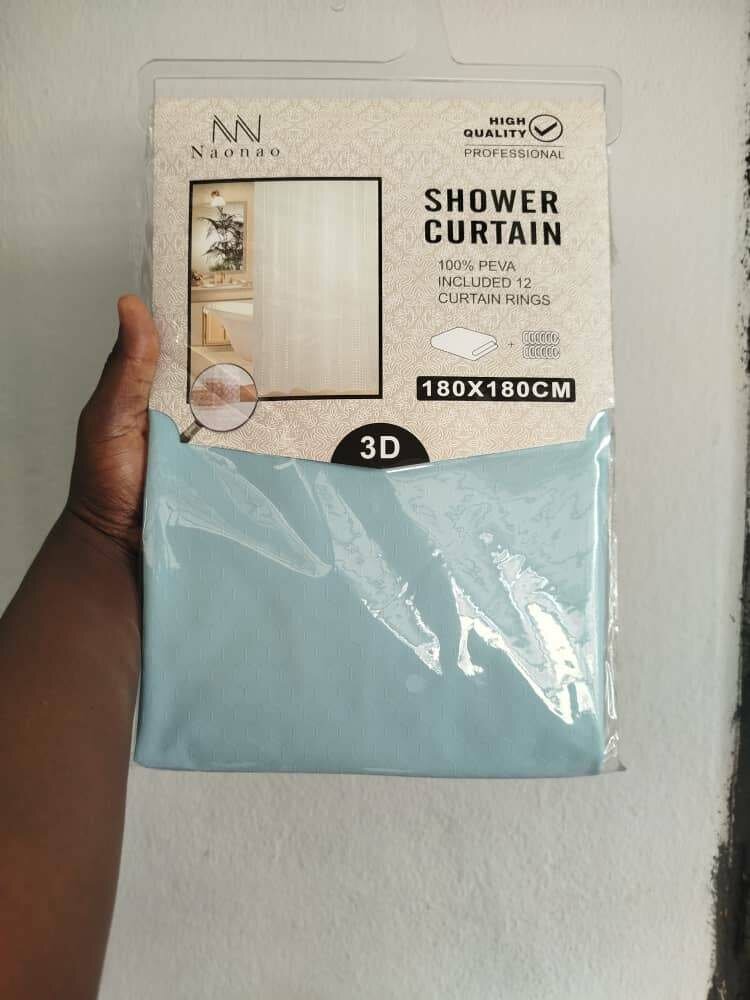 Naonao
HIGH
QUALITY
PROFESSIONAL
SHOWER
CURTAIN
100% PEVA
INCLUDED 12
CURTAIN RINGS
+
180X180CM
3D